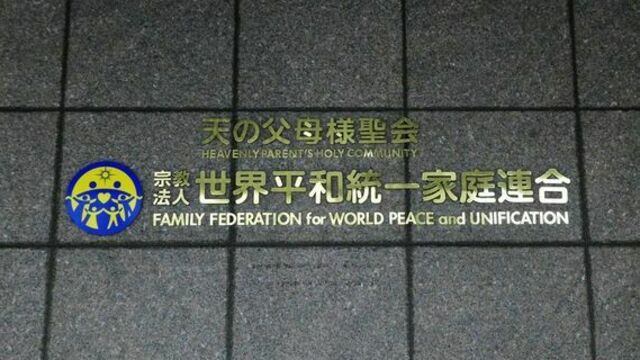 天の父母様聖会
HEAVENLY PARENT'S HOLY COMMUNITY
宗教法人 世界平和統一家庭連合
FAMILY FEDERATION for WORLD PEACE and UNIFICATION